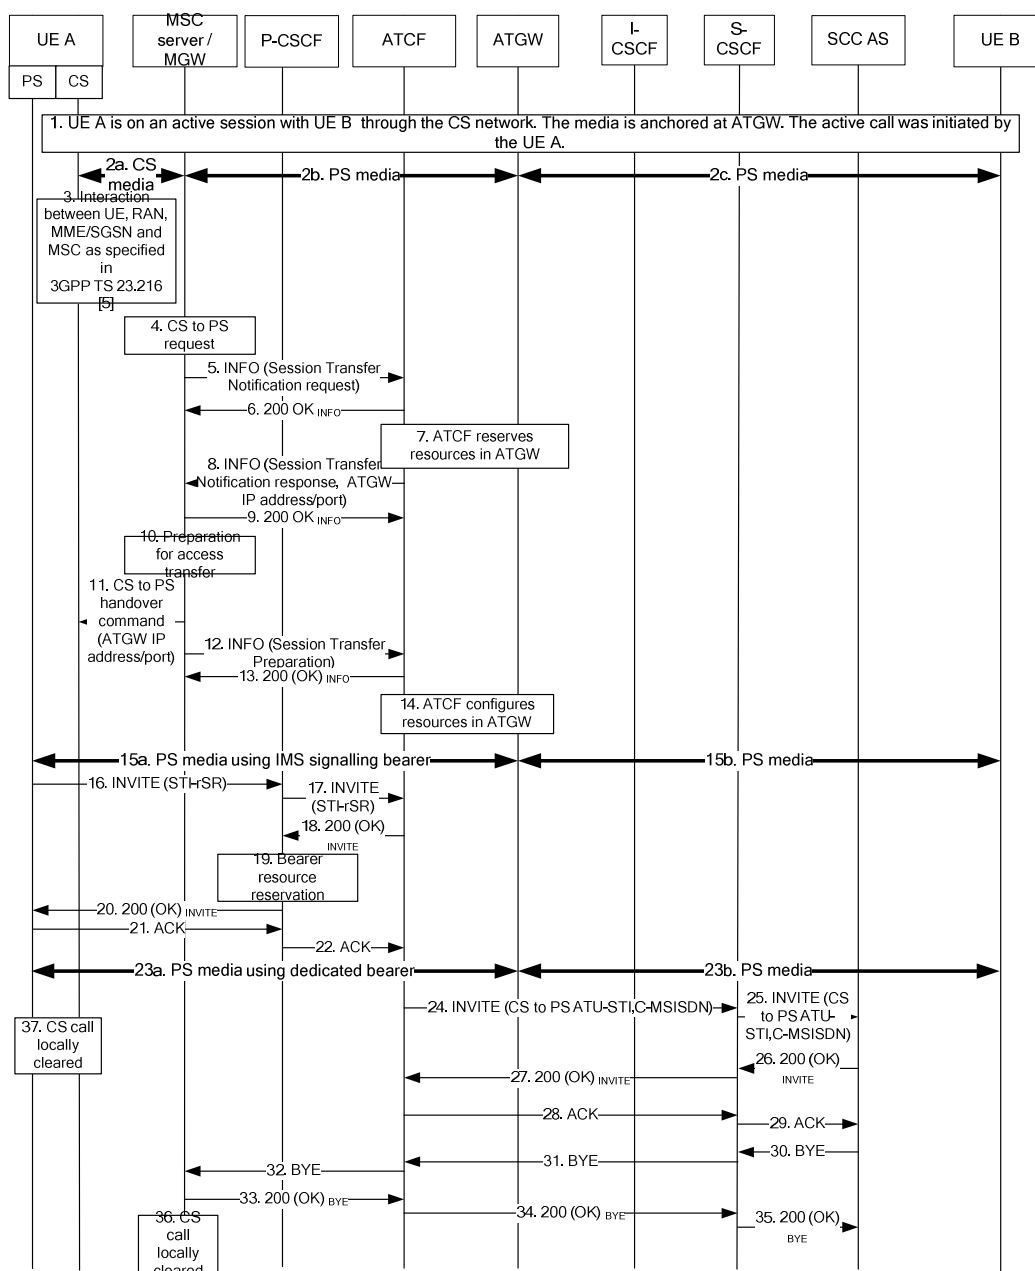 UE A
MSC
server /
MGW
P-CSCF
ATCF
ATGW
I-
CSCF
S-
CSCF
SCC AS
UE B
PS
CS
1. UE A is on an active session with UE B through the CS network. The media is anchored at ATGW. The active call was initiated by
the UE A.
2a. CS
media
2b. PS media
2c. PS media
3. Interaction
between UE, RAN,
MME/SGSN and
MSC as specified
in
3GPP TS 23.216
[5]
4. CS to PS
request
5. INFO (Session Transfer
Notification request)
6. 200 OK INFO
7. ATCF reserves
resources in ATGW
8. INFO (Session Transfer
Notification response, ATGW
IP address/port)
9. 200 OK INFO
10. Preparation
for access
transfer
11. CS to PS
handover
command
(ATGW IP
address/port)
12. INFO (Session Transfer
Preparation)
13. 200 (OK) INFO
14. ATCF configures
resources in ATGW
15a. PS media using IMS signalling bearer
15b. PS media
16. INVITE (STI-rSR)
17. INVITE
(STI-rSR)
18. 200 (OK)
INVITE
19. Bearer
resource
reservation
20. 200 (OK) INVITE
21. ACK
22. ACK
23a. PS media using dedicated bearer
23b. PS media
24. INVITE (CS to PS ATU-STI,C-MSISDN)
25. INVITE (CS
to PS ATU-
STI,C-MSISDN)
37. CS call
locally
cleared
26. 200 (OK)
INVITE
27. 200 (OK) INVITE
28. ACK
29. ACK
30. BYE
31. BYE
32. BYE
33. 200 (OK) BYE
34. 200 (OK) BYE
35. 200 (OK)
BYE
36. CS
call
locally
cleared